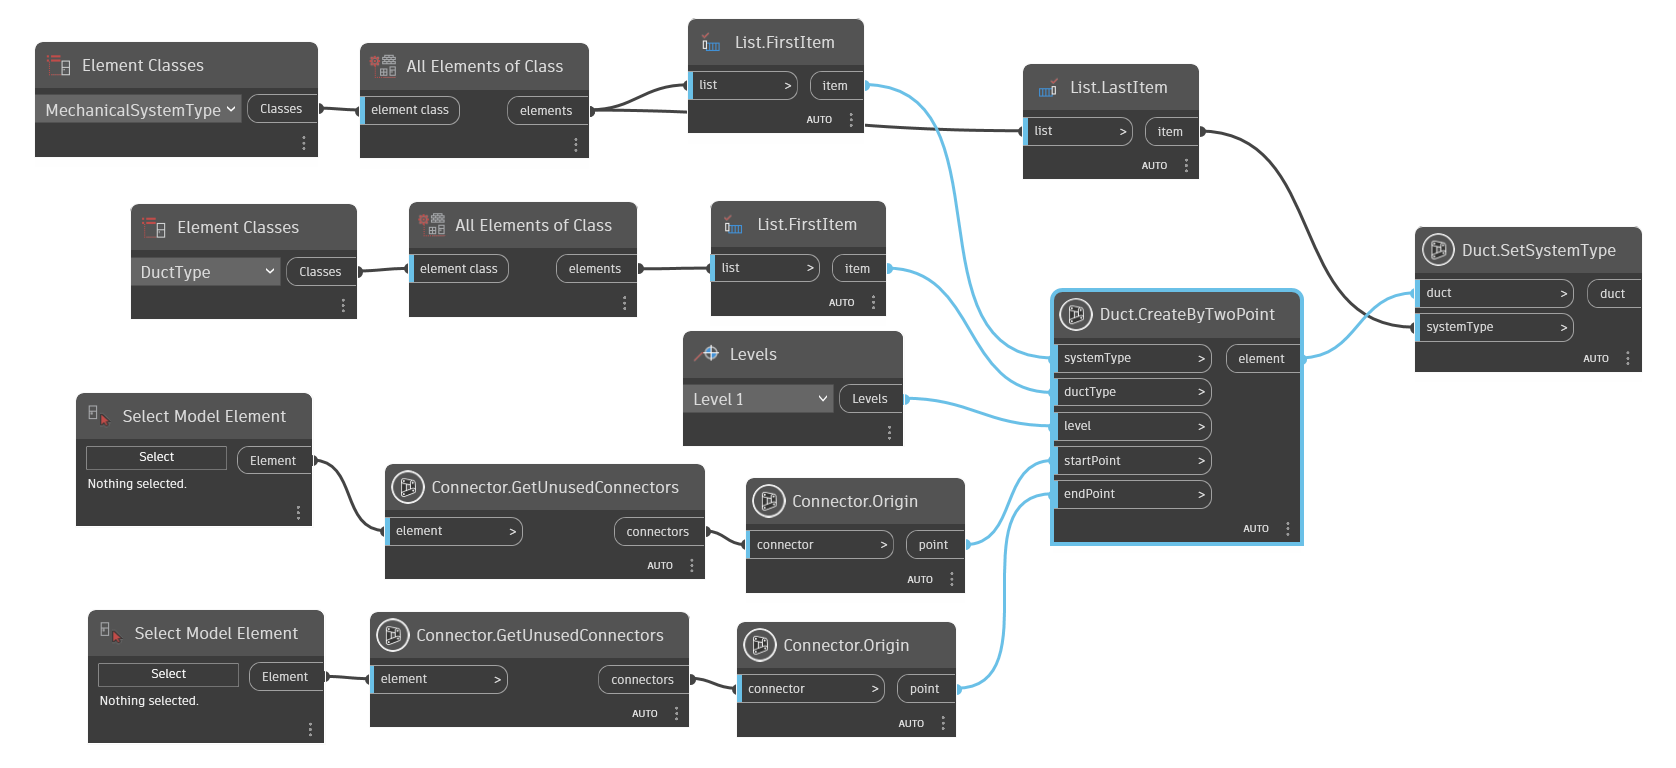 Element Classes
MechanicalSystemType
Classes
All Elements of Class
element class
elements
List.FirstItem
list
>
item
AUTO
List.LastItem
list
>
item
AUTO
Element Classes
DuctType
Classes
All Elements of Class
element class
elements
List.FirstItem
list
>
item
AUTO
Duct.SetSystemType
duct
>
duct
systemType
>
AUTO
Levels
Level 1
Levels
Duct.CreateByTwoPoint
systemType
>
element
ductType
>
level
>
startPoint
>
endPoint
>
AUTO
Select Model Element
Select
Element
Nothing selected.
Connector.GetUnusedConnectors
element
>
connectors
AUTO
Connector.Origin
connector
>
point
AUTO
Select Model Element
Select
Element
Nothing selected.
Connector.GetUnusedConnectors
element
>
connectors
AUTO
Connector.Origin
connector
>
point
AUTO